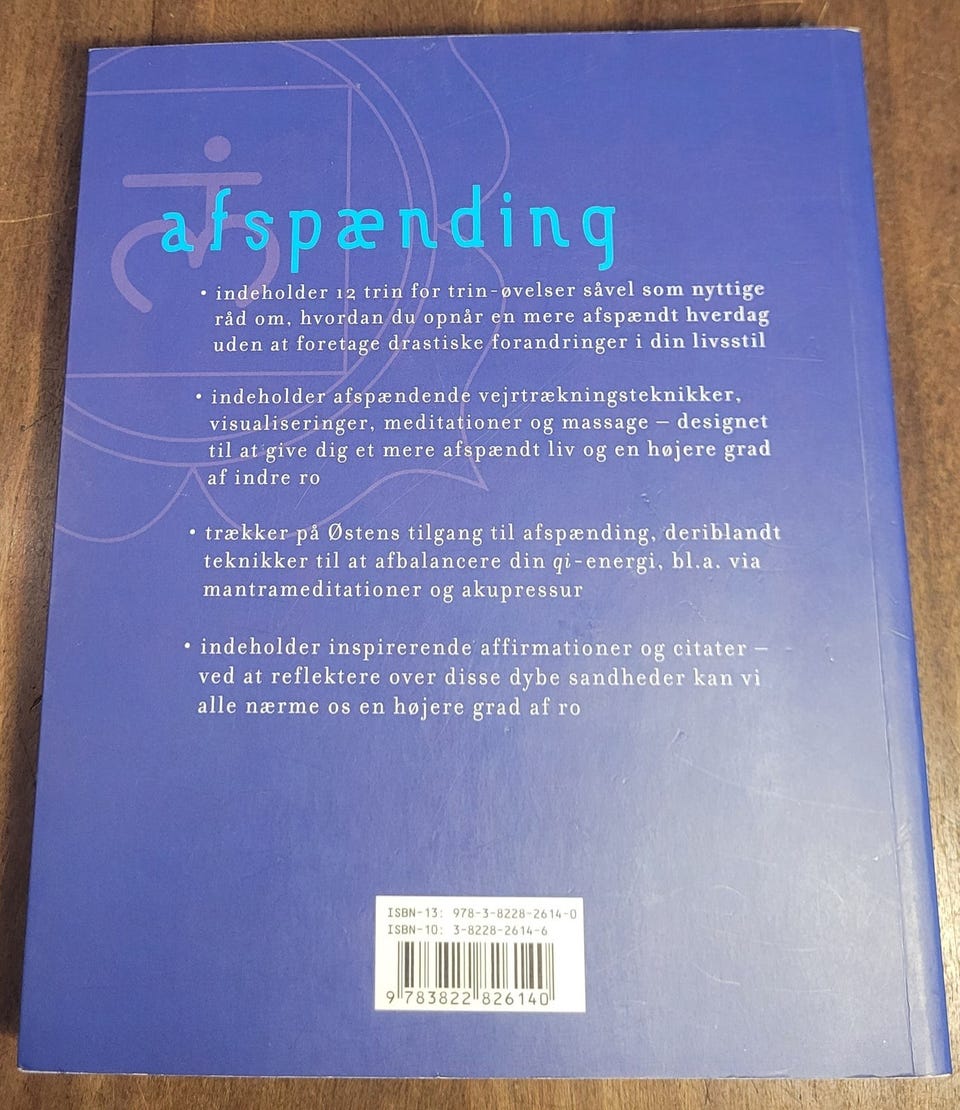 afspænding
• indeholder 12 trin for trin-øvelser såvel som nyttige
råd om, hvordan du opnår en mere afspændt hverdag
uden at foretage drastiske forandringer i din livsstil
• indeholder afspændende vejrtrækningsteknikker,
visualiseringer, meditationer og massage – designet
til at give dig et mere afspændt liv og en højere grad
af indre ro
• trækker på Østens tilgang til afspænding, deriblandt
teknikker til at afbalancere din qi-energi, bl.a. via
mantrameditationer og akupressur
• indeholder inspirerende affirmationer og citater –
ved at reflektere over disse dybe sandheder kan vi
alle nærme os en højere grad af ro
ISBN-13: 978-3-8228-2614-0
ISBN-10: 3-8228-2614-6
9 783822 826140